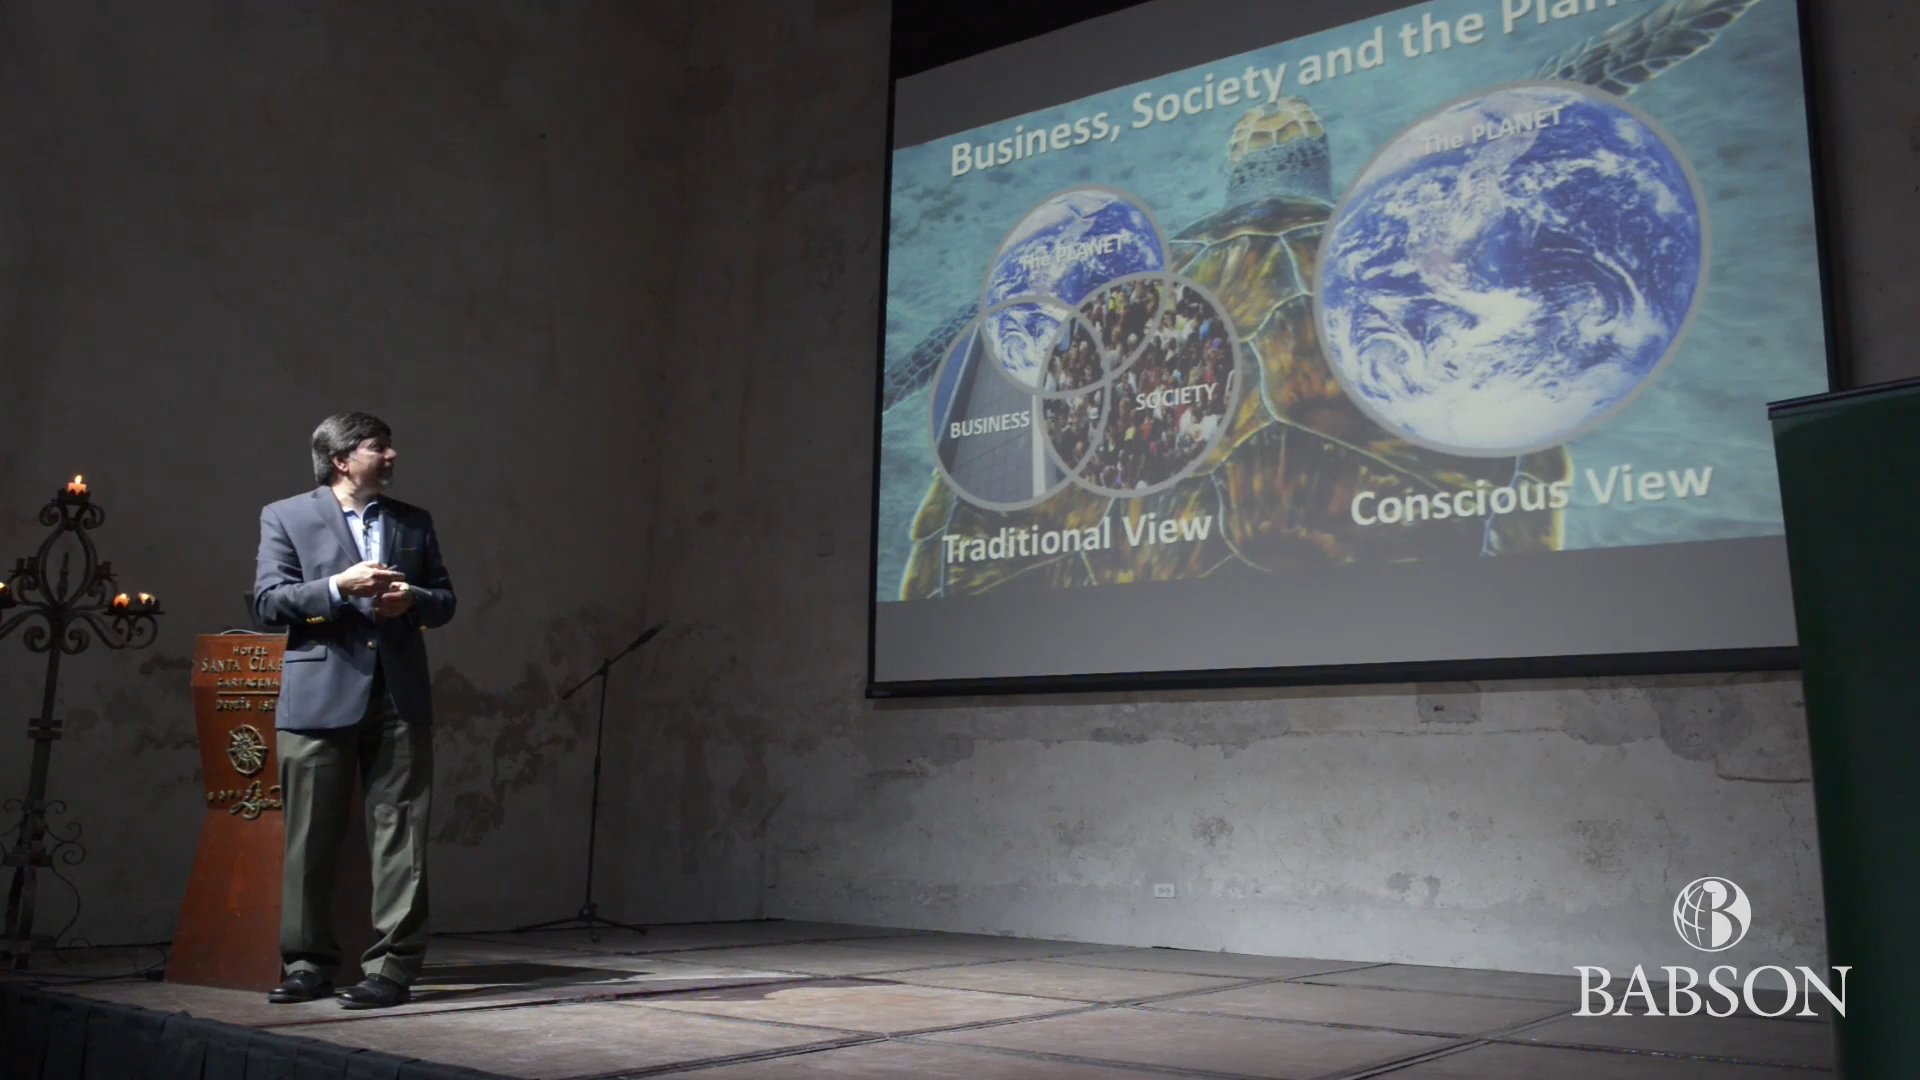 Business, Society and the Plan
The PLANET
The PLANET
BUSINESS
SOCIETY
Traditional View
Conscious View
HOTEL
SANTA CLA
CARTAGENA
BABSON